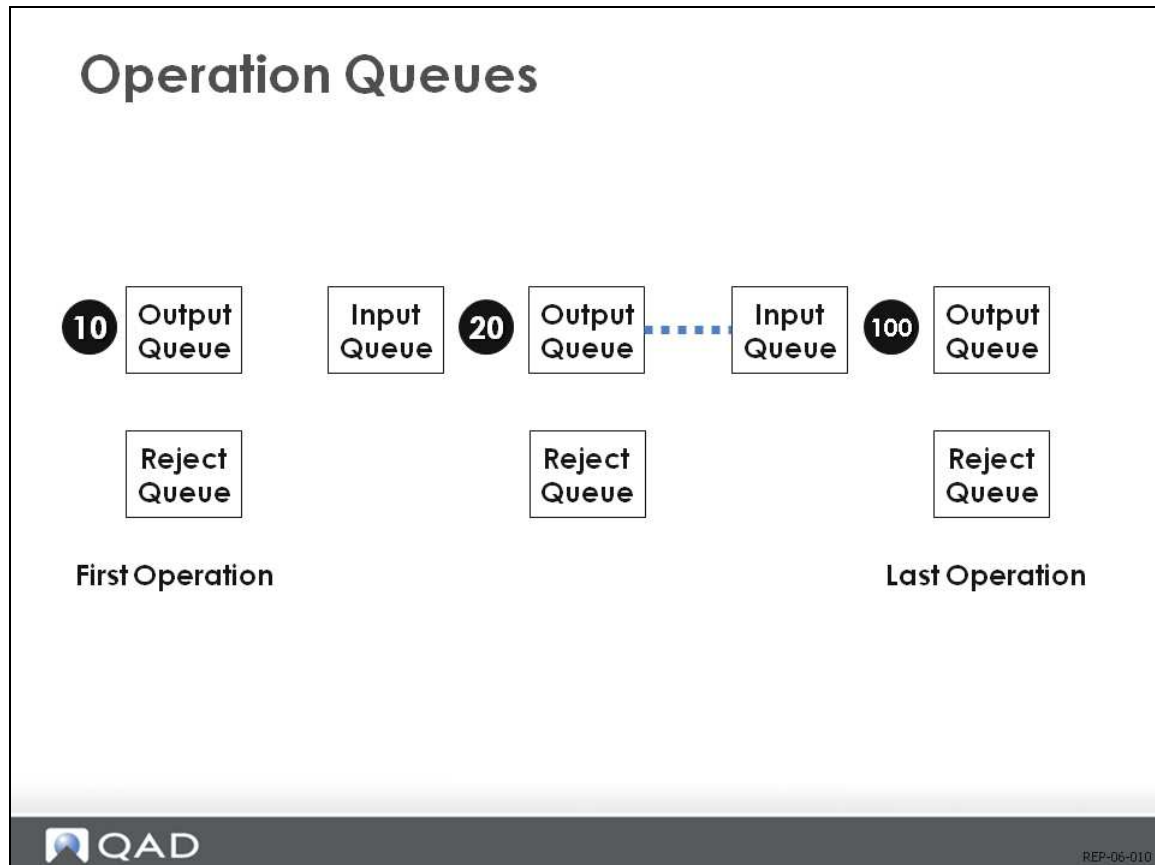 Operation Queues
10
Output
Queue
Input
Queue
20
Output
Queue
Input
Queue
100
Output
Queue
Reject
Queue
Reject
Queue
Reject
Queue
First Operation
Last Operation
QAD
REP-06-010